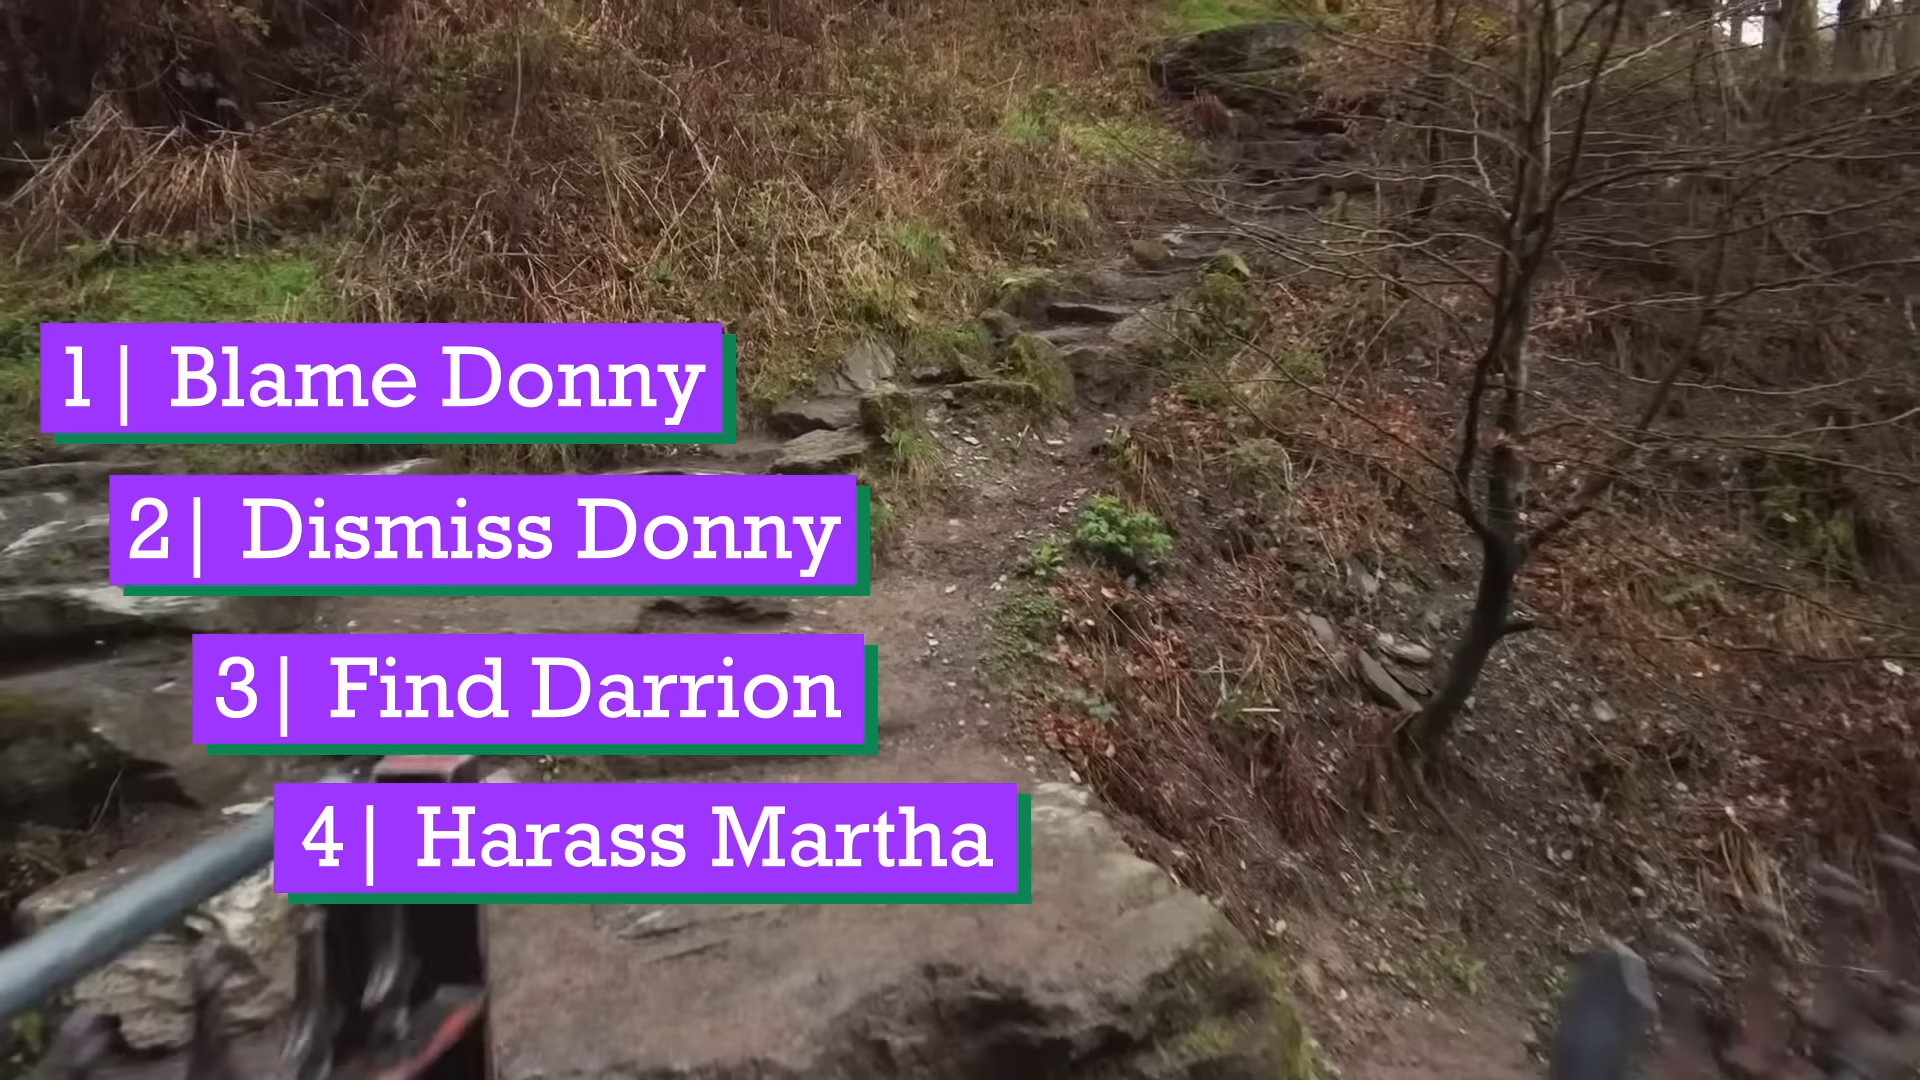 1| Blame Donny
2| Dismiss Donny
3| Find Darrion
4| Harass Martha